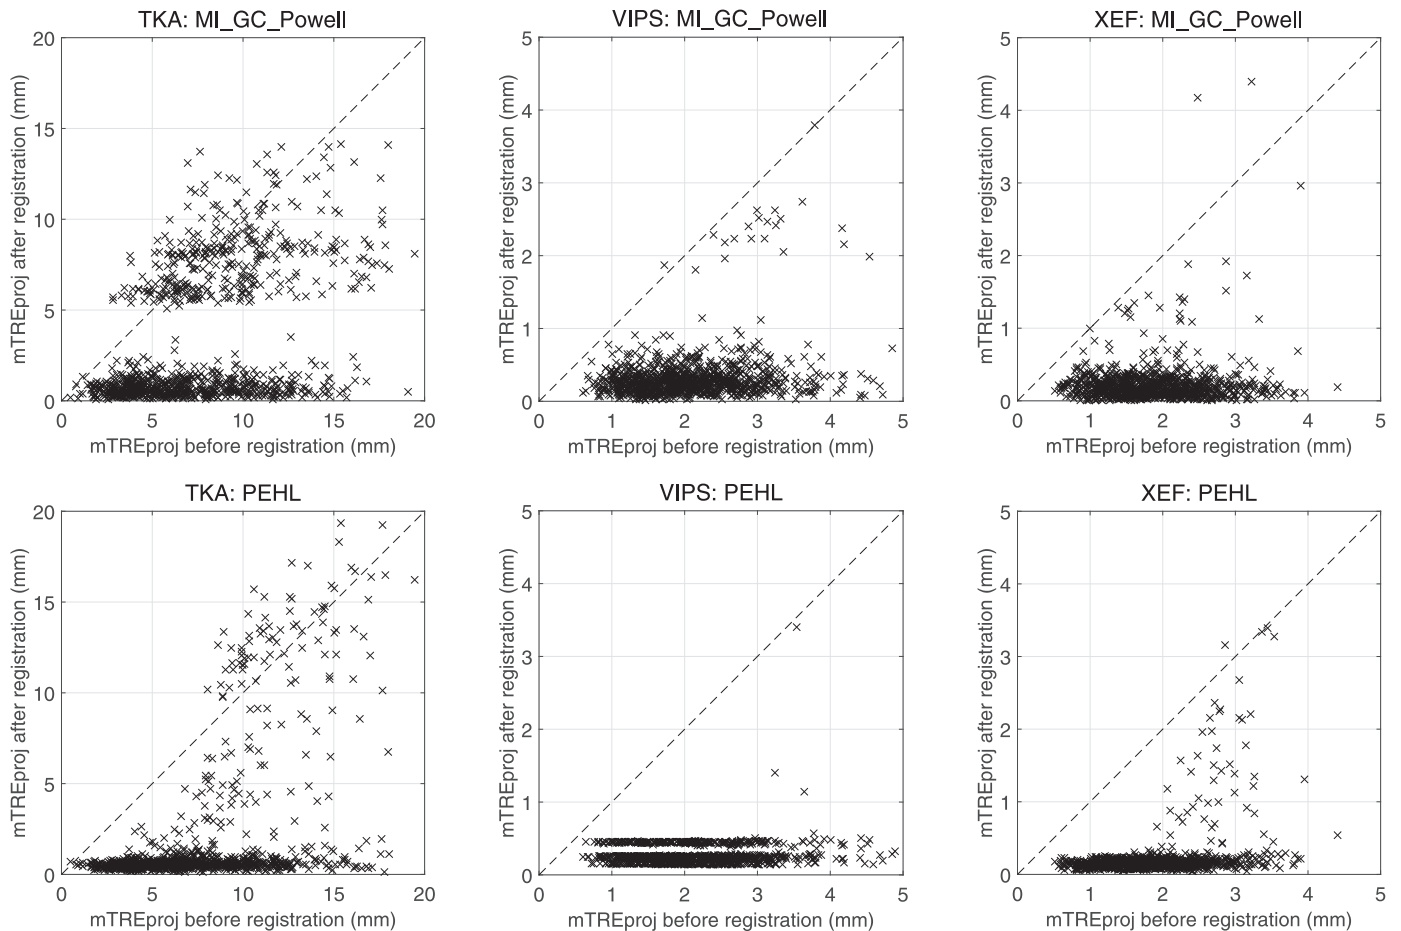 TKA: MI_GC_Powell
VIPS: MI_GC_Powell
XEF: MI_GC_Powell
mTREproj after registration (mm)
20
15
10
5
0
0 5 10 15 20
mTREproj before registration (mm)
mTREproj after registration (mm)
5
4
3
2
1
0
0 1 2 3 4 5
mTREproj before registration (mm)
mTREproj after registration (mm)
5
4
3
2
1
0
0 1 2 3 4 5
mTREproj before registration (mm)
TKA: PEHL
VIPS: PEHL
XEF: PEHL
mTREproj after registration (mm)
20
15
10
5
0
0 5 10 15 20
mTREproj before registration (mm)
mTREproj after registration (mm)
5
4
3
2
1
0
0 1 2 3 4 5
mTREproj before registration (mm)
mTREproj after registration (mm)
5
4
3
2
1
0
0 1 2 3 4 5
mTREproj before registration (mm)